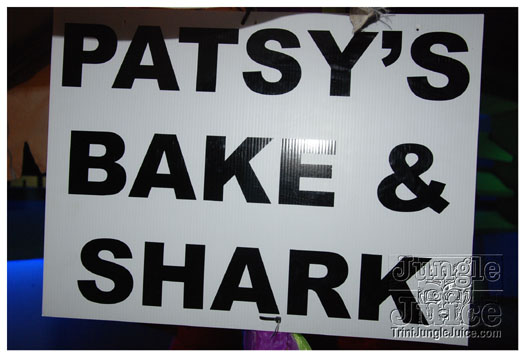 PATSY'S
BAKE &
SHARK
Jungle
Juice
TriniJungleJuice.com